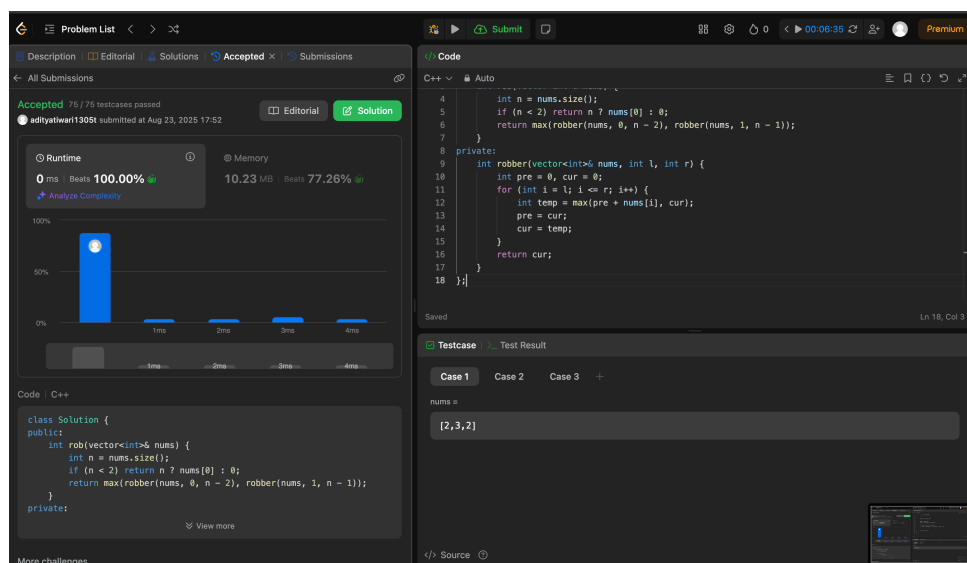 Problem List
Submit
0
00:06:35
Premium
Description | Editorial | Solutions | Accepted × | Submissions
← All Submissions
Accepted 75 / 75 testcases passed
adityatiwari1305t submitted at Aug 23, 2025 17:52
Editorial
Solution
Runtime
0 ms | Beats 100.00%
Analyze Complexity
Memory
10.23 MB | Beats 77.26%
100%
50%
0%
1ms 2ms 3ms 4ms
1ms 2ms 3ms 4ms
Code | C++
class Solution {
public:
    int rob(vector<int>& nums) {
        int n = nums.size();
        if (n < 2) return n ? nums[0] : 0;
        return max(robber(nums, 0, n - 2), robber(nums, 1, n - 1));
    }
private:
View more
More challenges
</> Code
C++ Auto
4 int n = nums.size();
5 if (n < 2) return n ? nums[0] : 0;
6 return max(robber(nums, 0, n - 2), robber(nums, 1, n - 1));
7 }
8 private:
9 int robber(vector<int>& nums, int l, int r) {
10 int pre = 0, cur = 0;
11 for (int i = l; i <= r; i++) {
12 int temp = max(pre + nums[i], cur);
13 pre = cur;
14 cur = temp;
15 }
16 return cur;
17 }
18 };
Saved
Ln 18, Col 3
Testcase | >_ Test Result
Case 1 Case 2 Case 3 +
nums =
[2,3,2]
</> Source